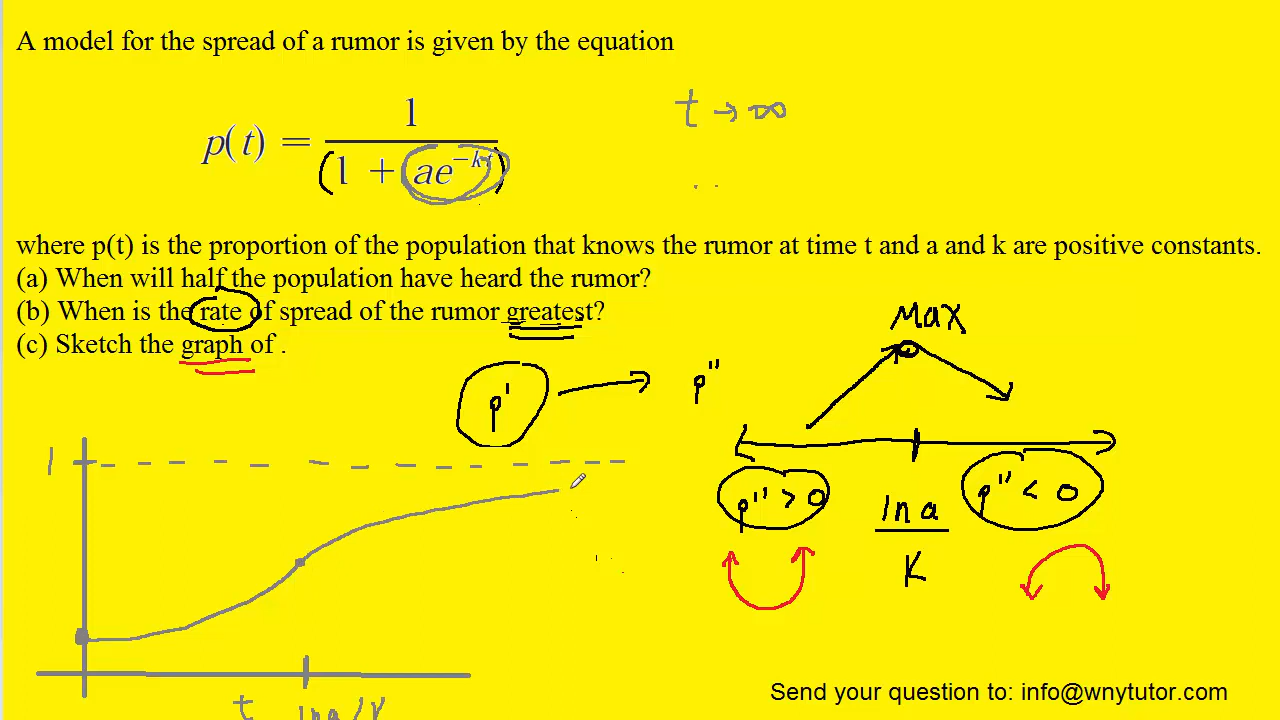 A model for the spread of a rumor is given by the equation
p(t) = 1 / (1 + ae^{-kt})
t → ∞
where p(t) is the proportion of the population that knows the rumor at time t and a and k are positive constants.
(a) When will half the population have heard the rumor?
(b) When is the rate of spread of the rumor greatest?
(c) Sketch the graph of .
Max
p' → p''
1
p'' > 0
ln a / K
p'' < 0
t
ln a / K
Send your question to: info@wnytutor.com